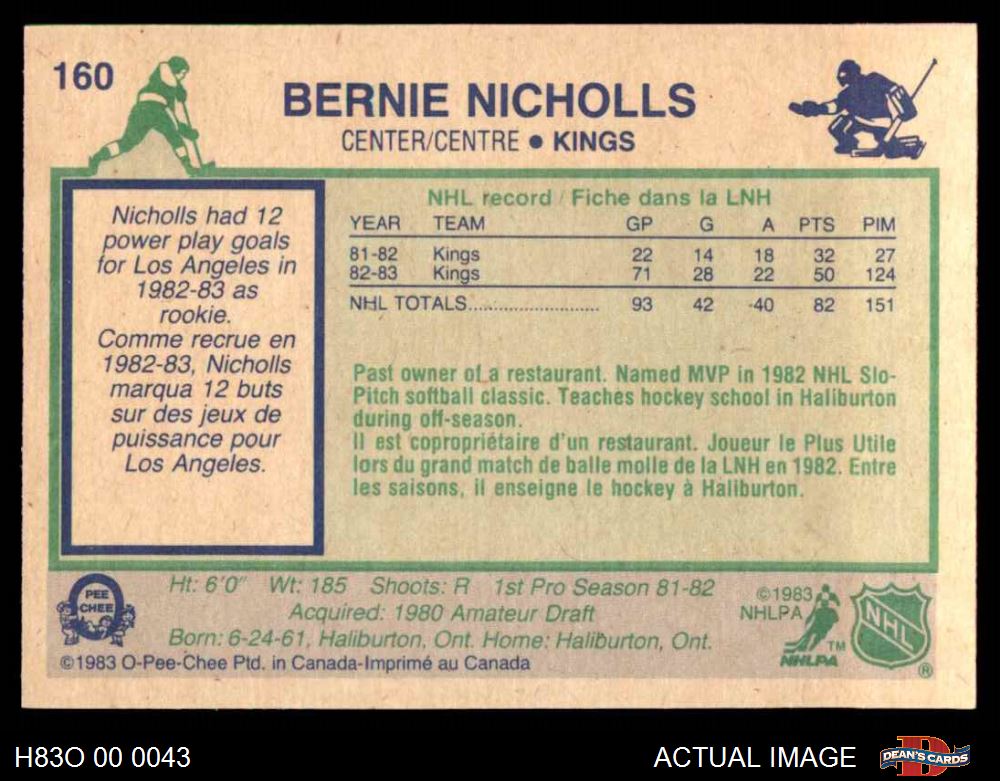 160
BERNIE NICHOLLS
CENTER/CENTRE ● KINGS
Nicholls had 12
power play goals
for Los Angeles in
1982-83 as
rookie.
Comme recrue en
1982-83, Nicholls
marqua 12 buts
sur des jeux de
puissance pour
Los Angeles.
NHL record / Fiche dans la LNH
YEAR TEAM GP G A PTS PIM
81-82 Kings 22 14 18 32 27
82-83 Kings 71 28 22 50 124
NHL TOTALS.......................... 93 42 -40 82 151
Past owner of a restaurant. Named MVP in 1982 NHL Slo-
Pitch softball classic. Teaches hockey school in Haliburton
during off-season.
Il est copropriétaire d'un restaurant. Joueur le Plus Utile
lors du grand match de balle molle de la LNH en 1982. Entre
les saisons, il enseigne le hockey à Haliburton.
PEE
CHEE
Ht: 6'0" Wt: 185 Shoots: R 1st Pro Season 81-82
Acquired: 1980 Amateur Draft
Born: 6-24-61, Haliburton, Ont. Home: Haliburton, Ont.
©1983 O-Pee-Chee Ptd. in Canada-Imprimé au Canada
©1983
NHLPA
TM
NHLPA
NHL
®
H83O 00 0043
ACTUAL IMAGE
DEAN'S CARDS